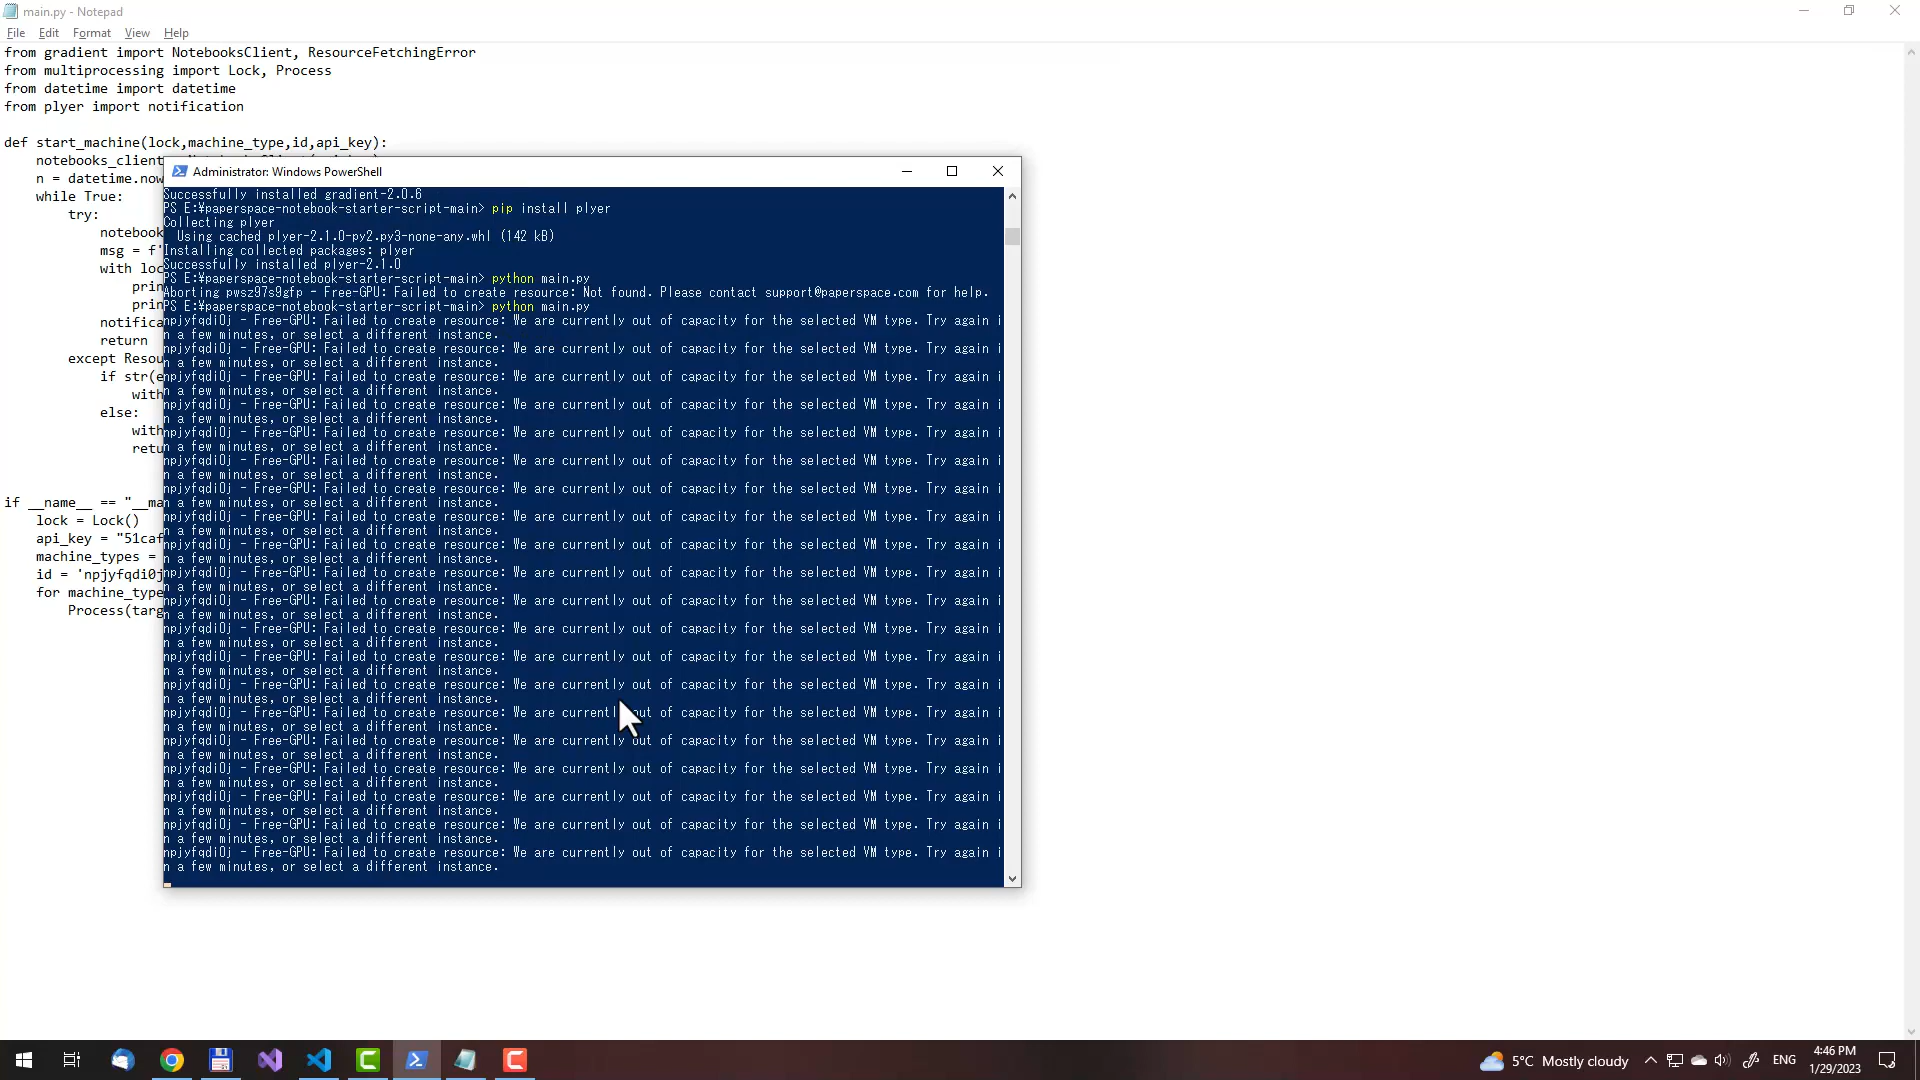 main.py - Notepad
File Edit Format View Help
from gradient import NotebooksClient, ResourceFetchingError
from multiprocessing import Lock, Process
from datetime import datetime
from plyer import notification
def start_machine(lock,machine_type,id,api_key):
notebooks_client
n = datetime.now
while True:
try:
notebook
msg = f'
with loc
prin
prin
notifica
return
except Resou
if str(e
with
else:
with
retu
if __name__ == "__ma
lock = Lock()
api_key = "51caf
machine_types =
id = 'npjyfqdi0j
for machine_type
Process(targ
Administrator: Windows PowerShell
Successfully installed gradient-2.0.6
PS E:\paperspace-notebook-starter-script-main> pip install plyer
Collecting plyer
Using cached plyer-2.1.0-py2.py3-none-any.whl (142 kB)
Installing collected packages: plyer
Successfully installed plyer-2.1.0
PS E:\paperspace-notebook-starter-script-main> python main.py
Aborting pwsz97s9gfp - Free-GPU: Failed to create resource: Not found. Please contact support@paperspace.com for help.
PS E:\paperspace-notebook-starter-script-main> python main.py
npjyfqdi0j - Free-GPU: Failed to create resource: We are currently out of capacity for the selected VM type. Try again i
n a few minutes, or select a different instance.
npjyfqdi0j - Free-GPU: Failed to create resource: We are currently out of capacity for the selected VM type. Try again i
n a few minutes, or select a different instance.
npjyfqdi0j - Free-GPU: Failed to create resource: We are currently out of capacity for the selected VM type. Try again i
n a few minutes, or select a different instance.
npjyfqdi0j - Free-GPU: Failed to create resource: We are currently out of capacity for the selected VM type. Try again i
n a few minutes, or select a different instance.
npjyfqdi0j - Free-GPU: Failed to create resource: We are currently out of capacity for the selected VM type. Try again i
n a few minutes, or select a different instance.
npjyfqdi0j - Free-GPU: Failed to create resource: We are currently out of capacity for the selected VM type. Try again i
n a few minutes, or select a different instance.
npjyfqdi0j - Free-GPU: Failed to create resource: We are currently out of capacity for the selected VM type. Try again i
n a few minutes, or select a different instance.
npjyfqdi0j - Free-GPU: Failed to create resource: We are currently out of capacity for the selected VM type. Try again i
n a few minutes, or select a different instance.
npjyfqdi0j - Free-GPU: Failed to create resource: We are currently out of capacity for the selected VM type. Try again i
n a few minutes, or select a different instance.
npjyfqdi0j - Free-GPU: Failed to create resource: We are currently out of capacity for the selected VM type. Try again i
n a few minutes, or select a different instance.
npjyfqdi0j - Free-GPU: Failed to create resource: We are currently out of capacity for the selected VM type. Try again i
n a few minutes, or select a different instance.
npjyfqdi0j - Free-GPU: Failed to create resource: We are currently out of capacity for the selected VM type. Try again i
n a few minutes, or select a different instance.
npjyfqdi0j - Free-GPU: Failed to create resource: We are currently out of capacity for the selected VM type. Try again i
n a few minutes, or select a different instance.
npjyfqdi0j - Free-GPU: Failed to create resource: We are currently out of capacity for the selected VM type. Try again i
n a few minutes, or select a different instance.
npjyfqdi0j - Free-GPU: Failed to create resource: We are currently out of capacity for the selected VM type. Try again i
n a few minutes, or select a different instance.
npjyfqdi0j - Free-GPU: Failed to create resource: We are currently out of capacity for the selected VM type. Try again i
n a few minutes, or select a different instance.
npjyfqdi0j - Free-GPU: Failed to create resource: We are currently out of capacity for the selected VM type. Try again i
n a few minutes, or select a different instance.
npjyfqdi0j - Free-GPU: Failed to create resource: We are currently out of capacity for the selected VM type. Try again i
n a few minutes, or select a different instance.
npjyfqdi0j - Free-GPU: Failed to create resource: We are currently out of capacity for the selected VM type. Try again i
n a few minutes, or select a different instance.
npjyfqdi0j - Free-GPU: Failed to create resource: We are currently out of capacity for the selected VM type. Try again i
n a few minutes, or select a different instance.
5°C Mostly cloudy
ENG
4:46 PM
1/29/2023